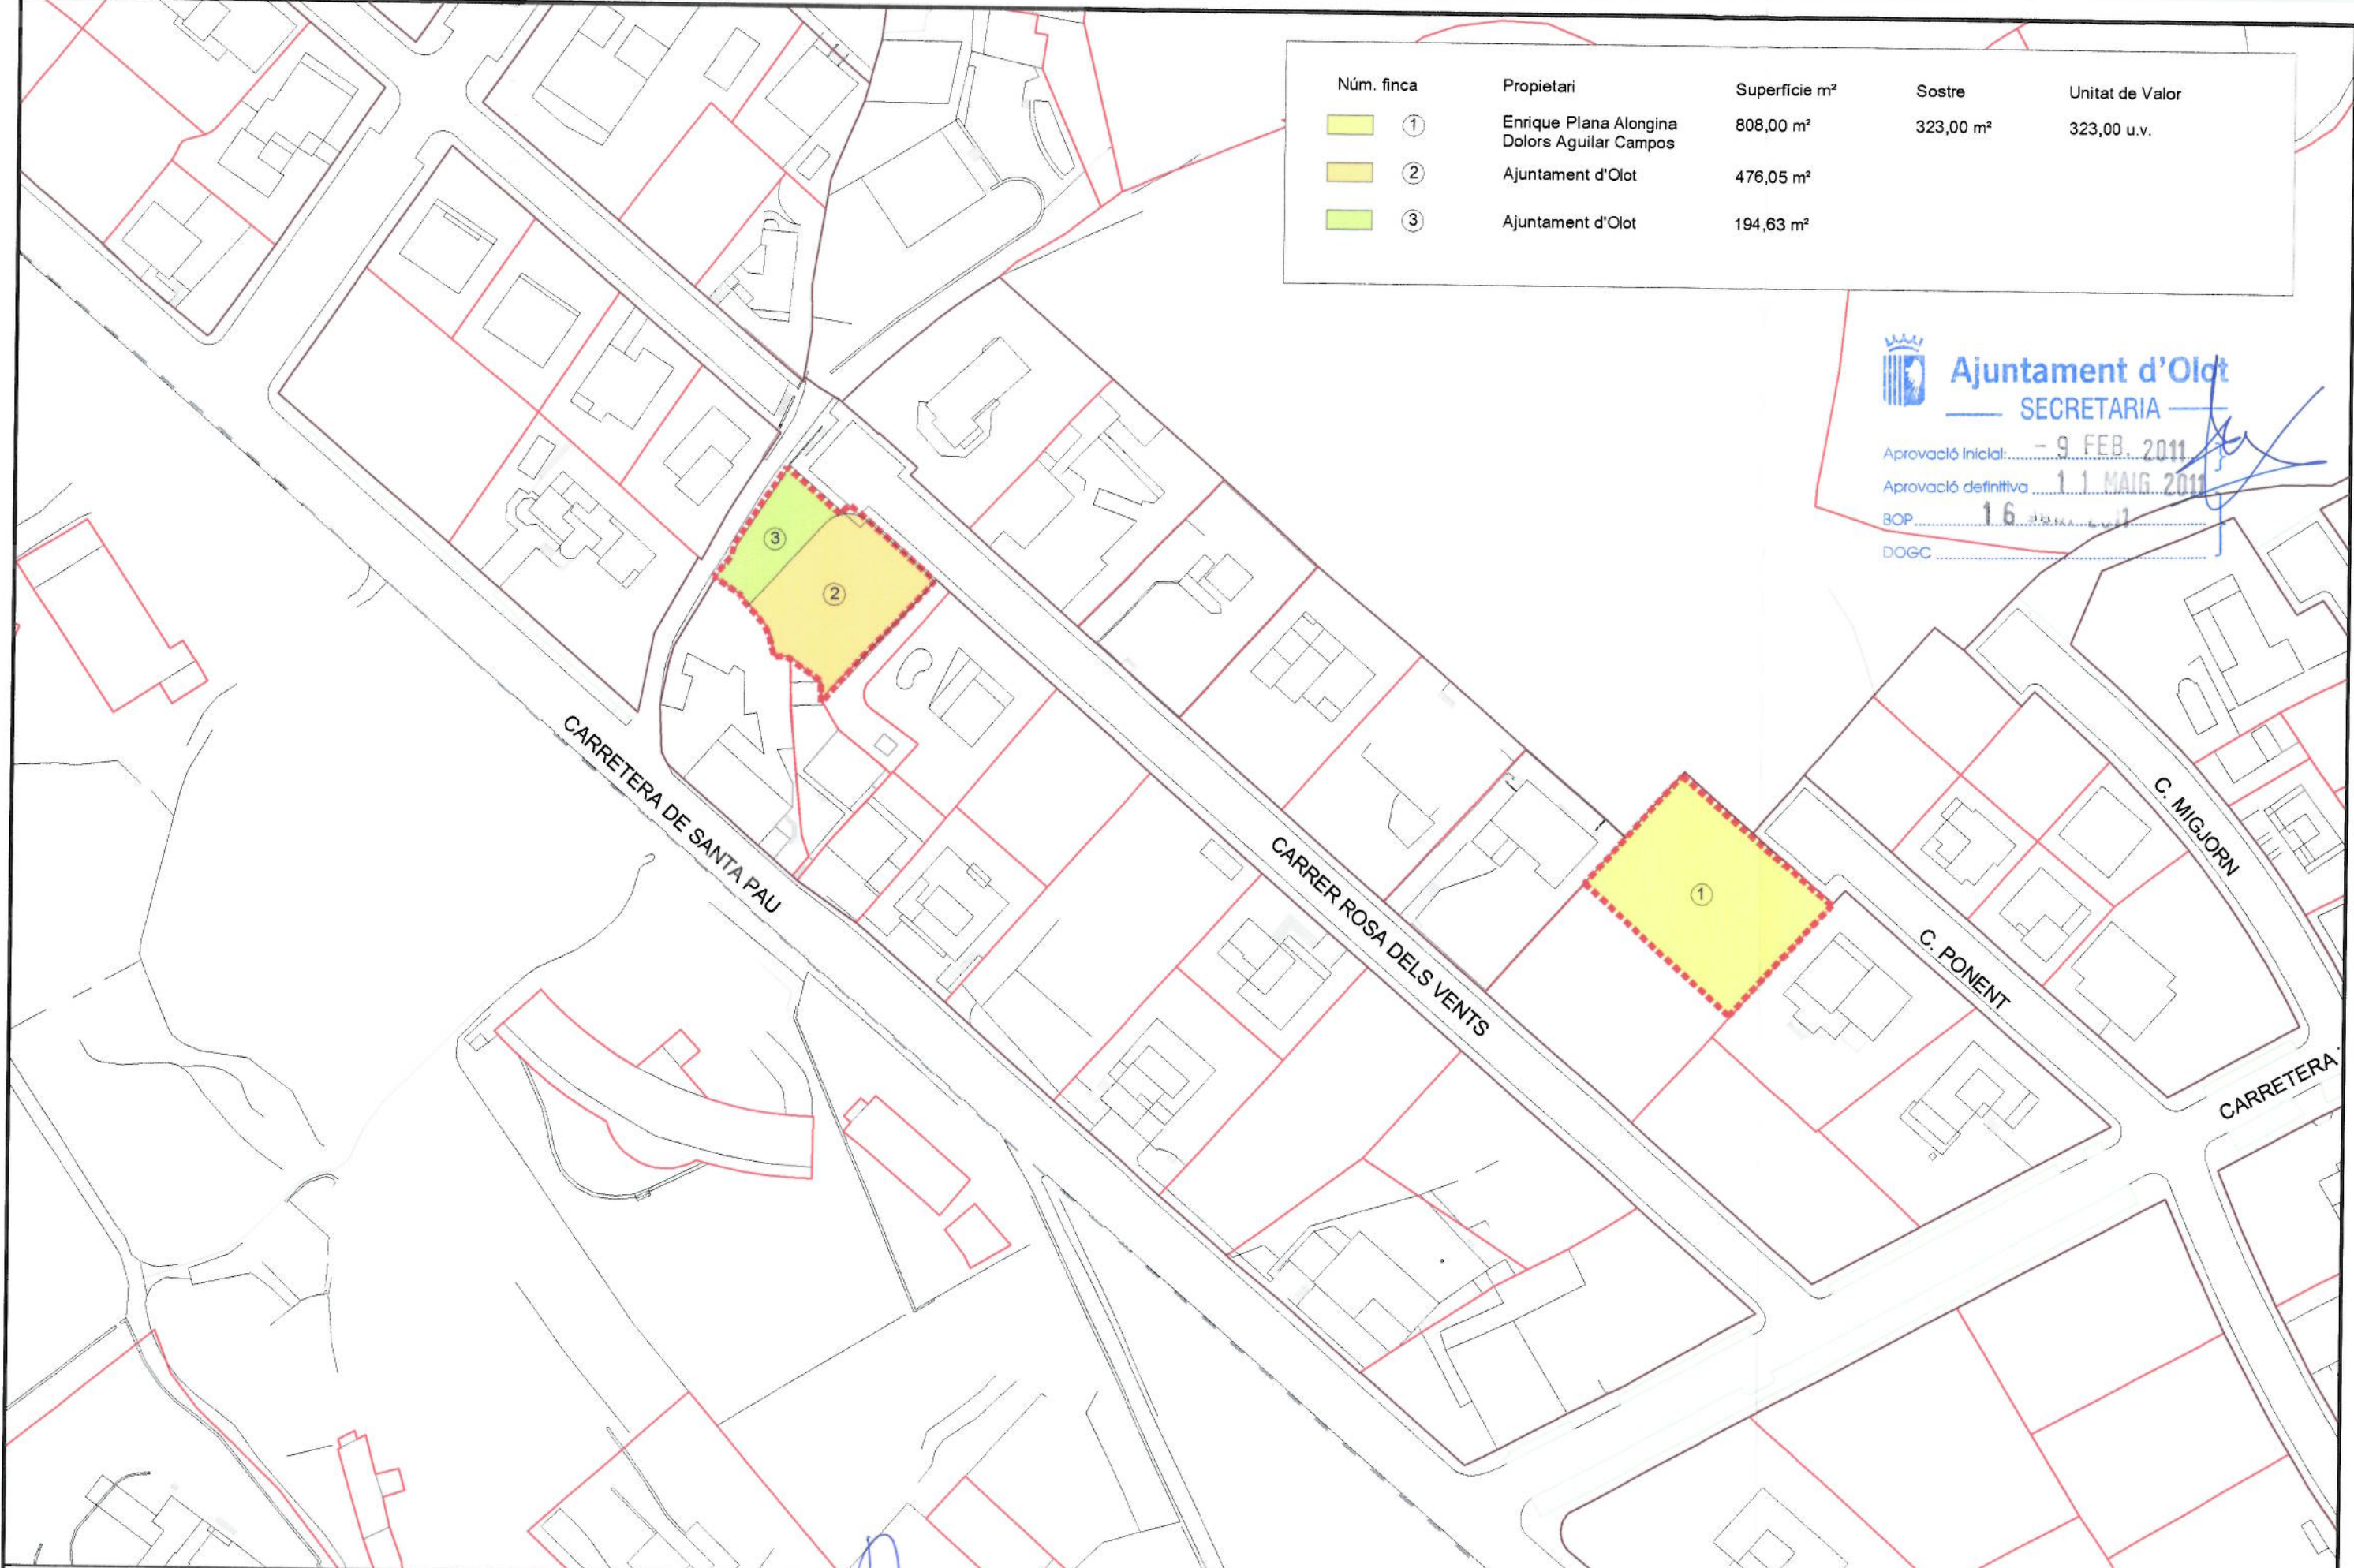 Núm. finca Propietari Superfície m² Sostre Unitat de Valor
1 Enrique Plana Alongina 808,00 m² 323,00 m² 323,00 u.v.
Dolors Aguilar Campos
2 Ajuntament d'Olot 476,05 m²
3 Ajuntament d'Olot 194,63 m²
Ajuntament d'Olot
SECRETARIA
Aprovació Inicial: - 9 FEB. 2011
Aprovació definitiva 11 MAIG 2011
BOP 16
DOGC
3
2
1
CARRETERA DE SANTA PAU
CARRER ROSA DELS VENTS
C. PONENT
C. MIGJORN
CARRETERA